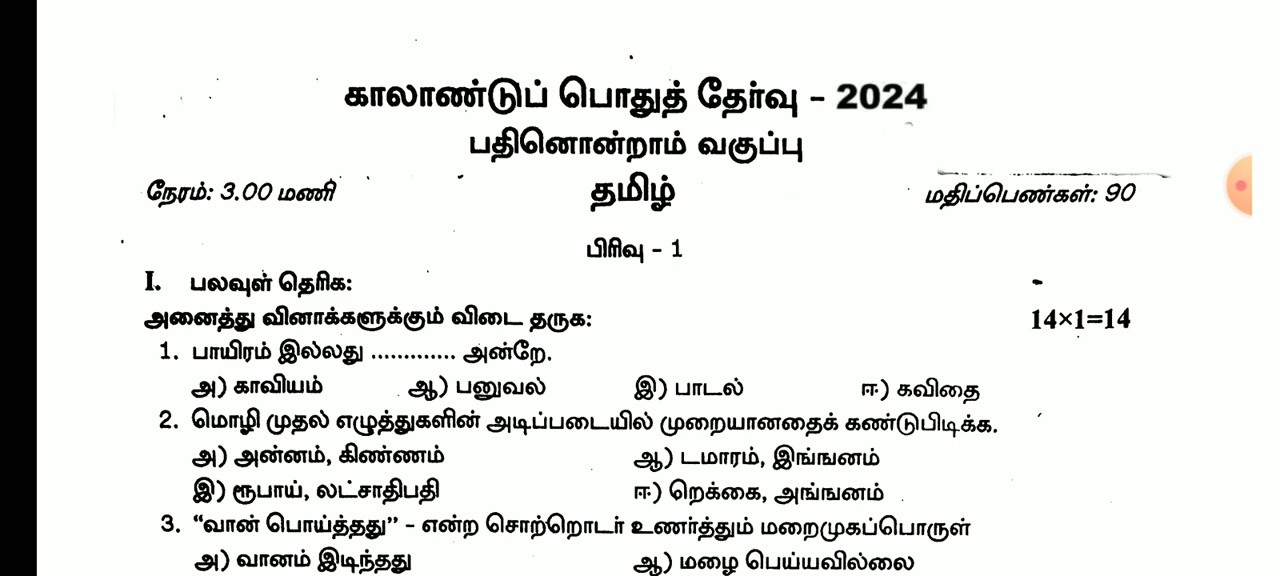 காலாண்டுப் பொதுத் தேர்வு - 2024
பதினொன்றாம் வகுப்பு
நேரம்: 3.00 மணி தமிழ் மதிப்பெண்கள்: 90
பிரிவு - 1
I. பலவுள் தெரிக:
அனைத்து வினாக்களுக்கும் விடை தருக: 14×1=14
1. பாயிரம் இல்லது ............. அன்றே.
அ) காவியம் ஆ) பனுவல் இ) பாடல் ஈ) கவிதை
2. மொழி முதல் எழுத்துகளின் அடிப்படையில் முறையானதைக் கண்டுபிடிக்க.
அ) அன்னம், கிண்ணம் ஆ) டமாரம், இங்ஙனம்
இ) ரூபாய், லட்சாதிபதி ஈ) றெக்கை, அங்ஙனம்
3. “வான் பொய்த்தது” - என்ற சொற்றொடர் உணர்த்தும் மறைமுகப்பொருள்
அ) வானம் இடிந்தது ஆ) மழை பெய்யவில்லை